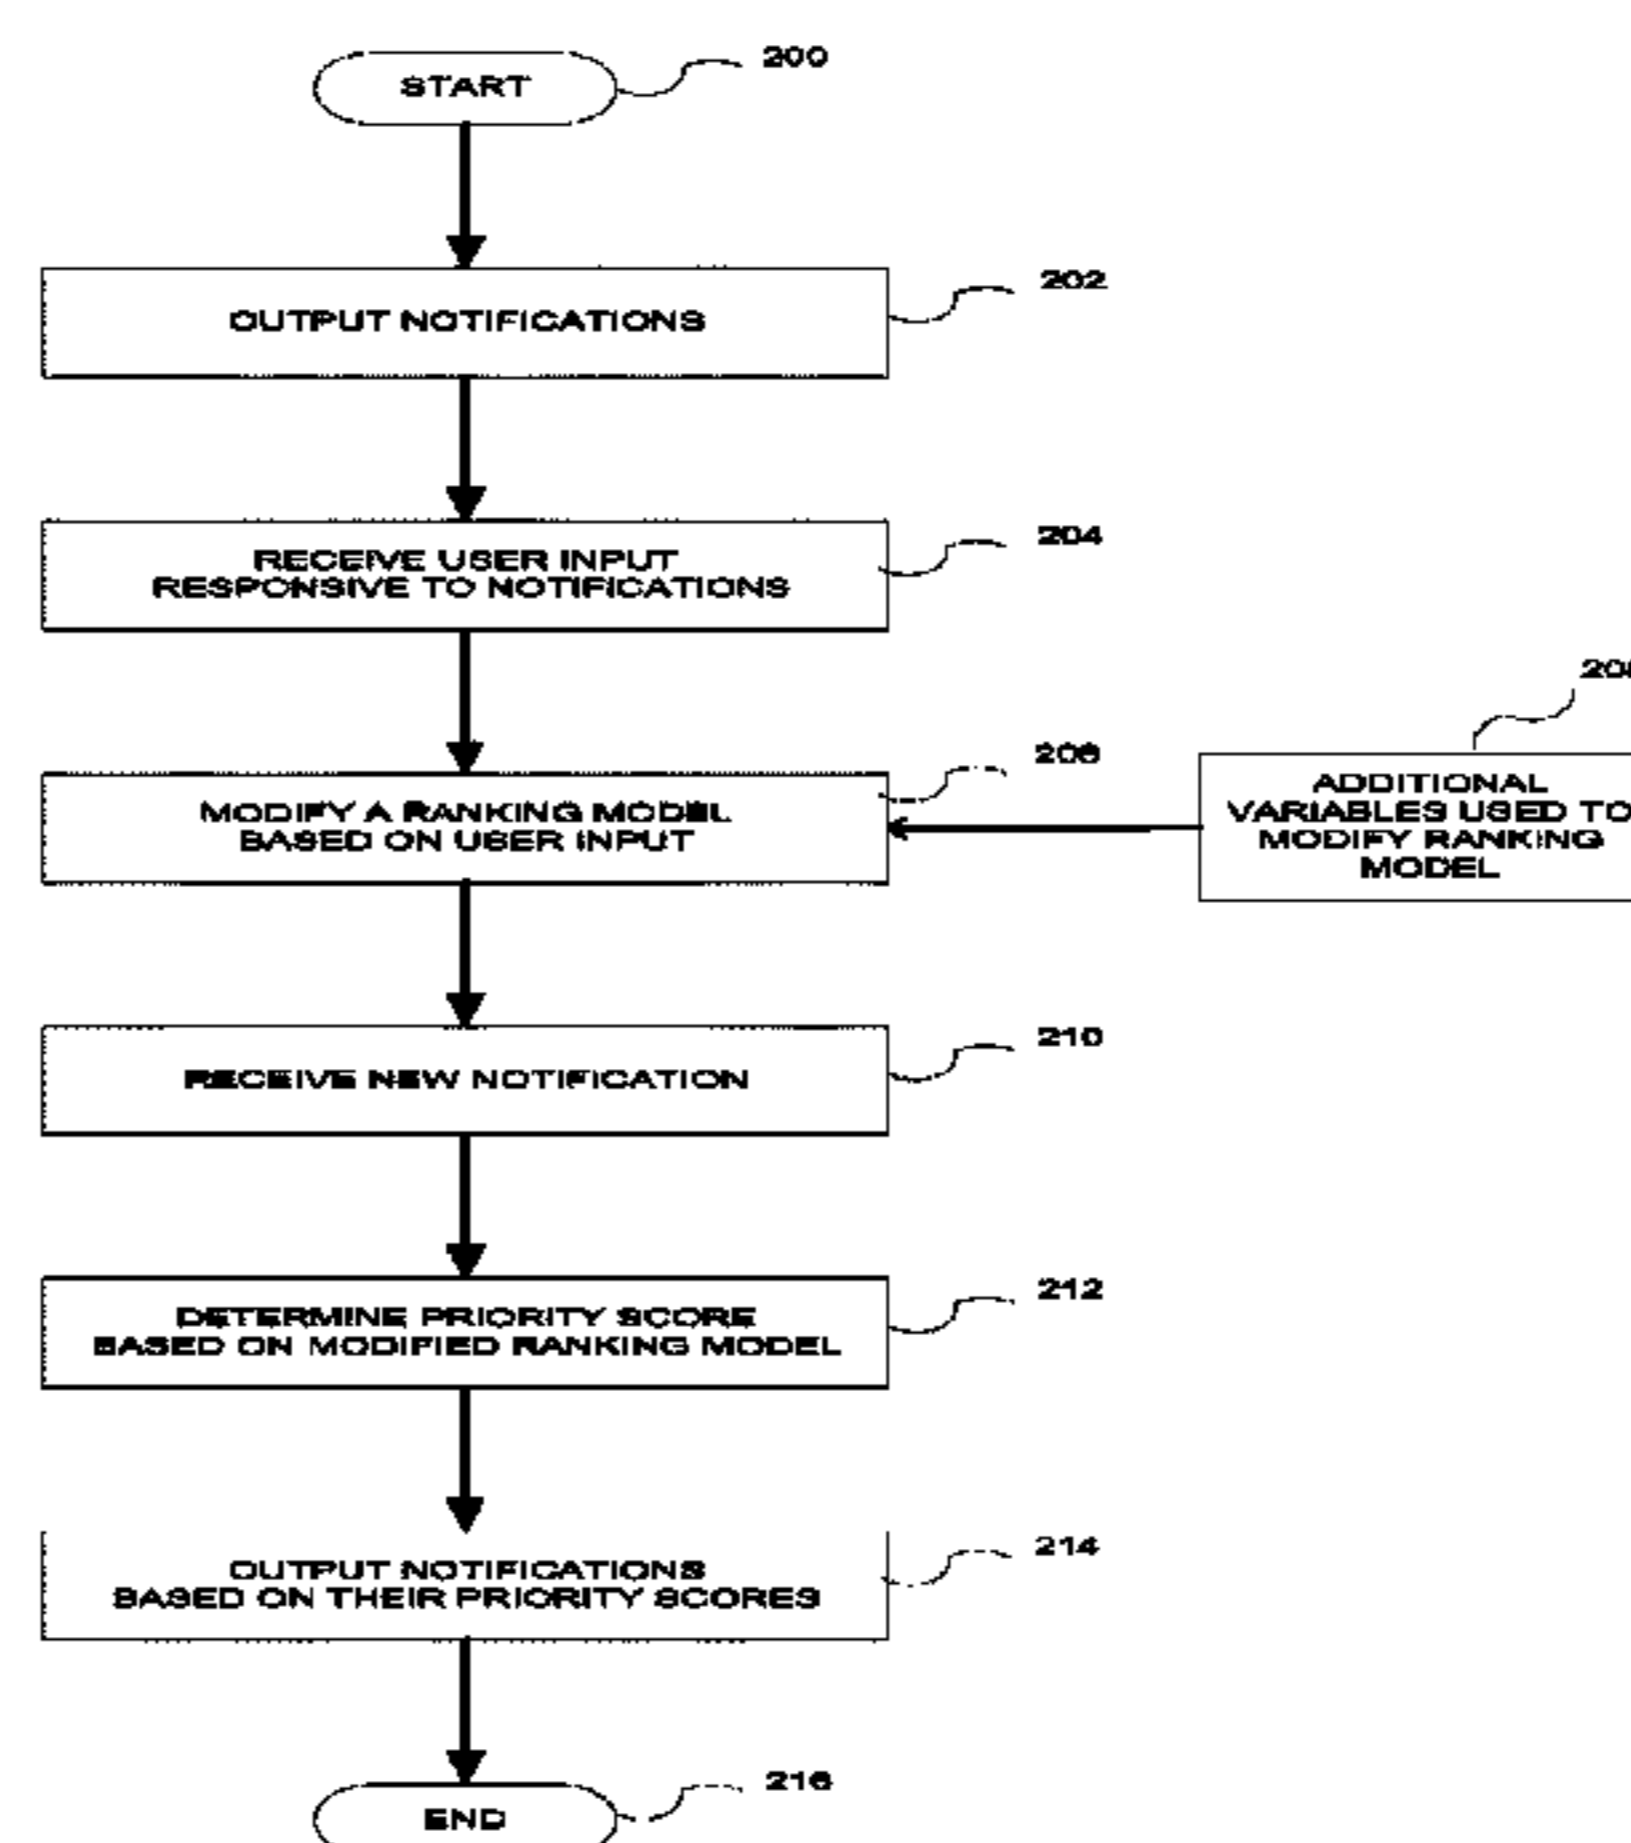 START
200
OUTPUT NOTIFICATIONS
202
RECEIVE USER INPUT
RESPONSIVE TO NOTIFICATIONS
204
MODIFY A RANKING MODEL
BASED ON USER INPUT
206
ADDITIONAL
VARIABLES USED TO
MODIFY RANKING
MODEL
RECEIVE NEW NOTIFICATION
210
DETERMINE PRIORITY SCORE
BASED ON MODIFIED RANKING MODEL
212
OUTPUT NOTIFICATIONS
BASED ON THEIR PRIORITY SCORES
214
END
216